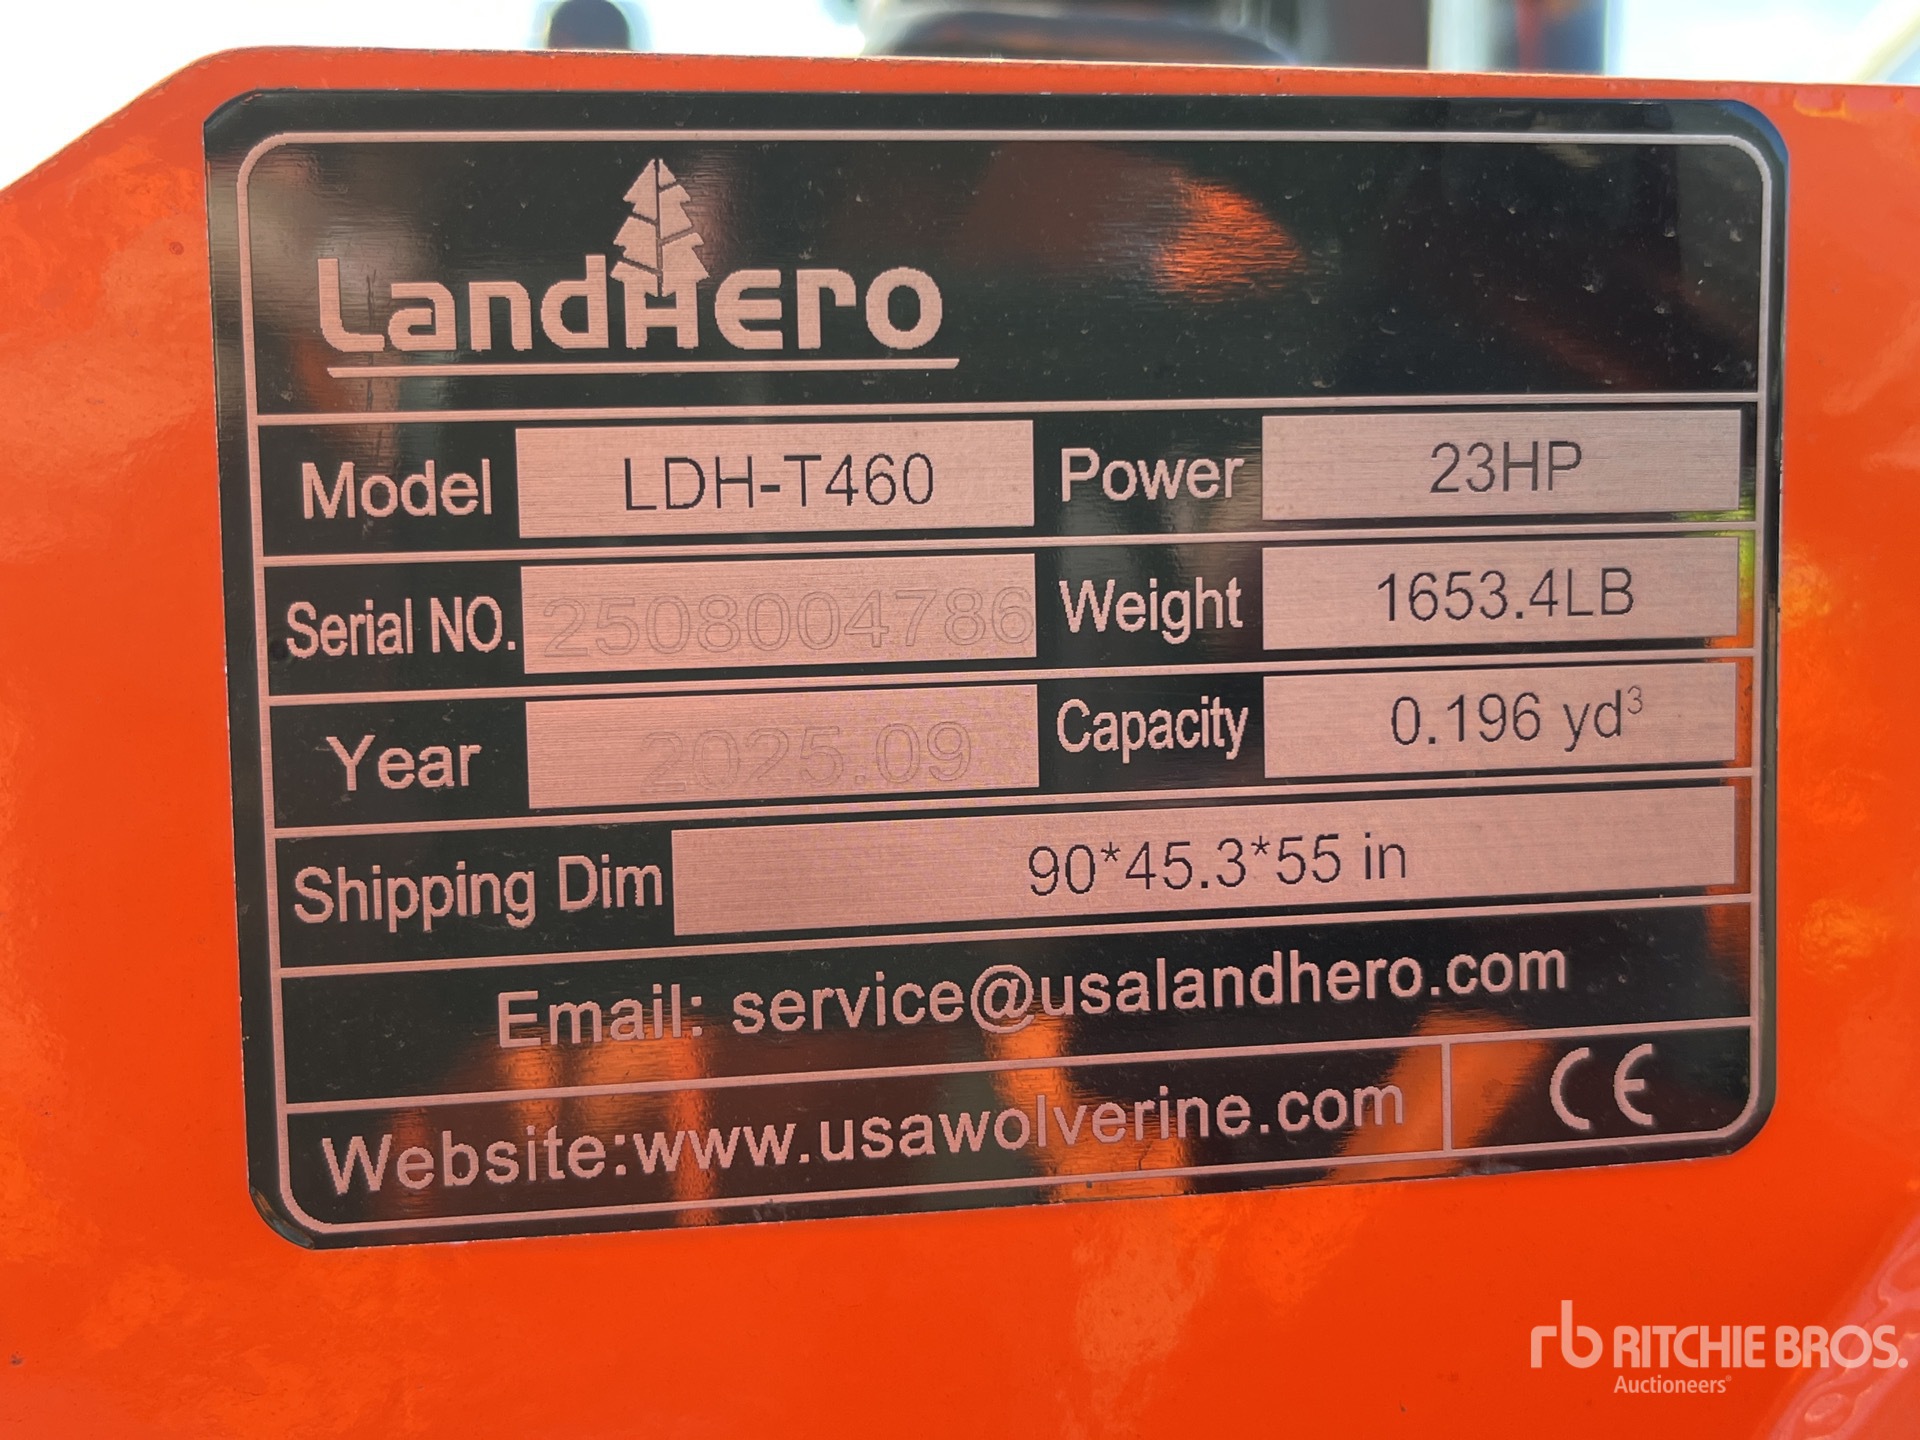 LandHero
Model LDH-T460 Power 23HP
Serial NO. 2508004786 Weight 1653.4LB
Year 2025.09 Capacity 0.196 yd³
Shipping Dim 90*45.3*55 in
Email: service@usalandhero.com
Website:www.usawolverine.com CE
rb RITCHIE BROS.
Auctioneers®